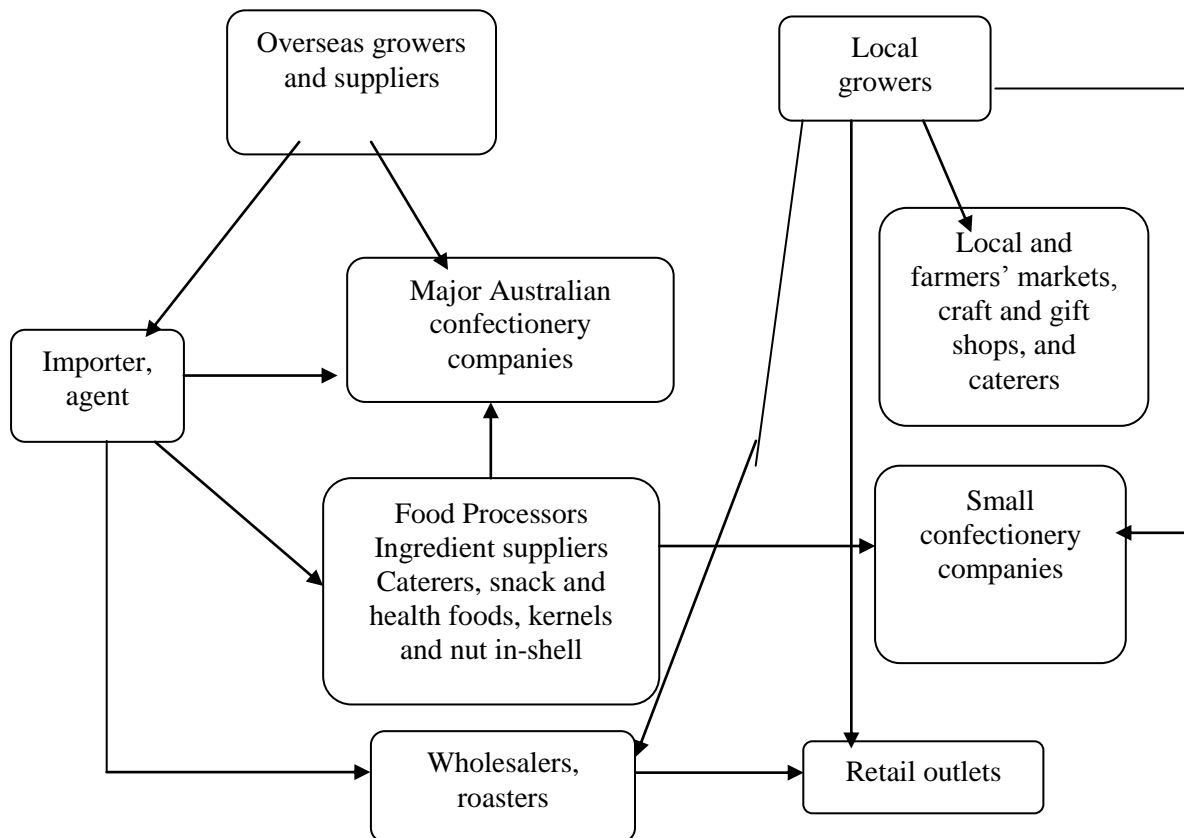 Overseas growers
and suppliers
Local
growers
Local and
farmers’ markets,
craft and gift
shops, and
caterers
Major Australian
confectionery
companies
Importer,
agent
Food Processors
Ingredient suppliers
Caterers, snack and
health foods, kernels
and nut in-shell
Small
confectionery
companies
Wholesalers,
roasters
Retail outlets